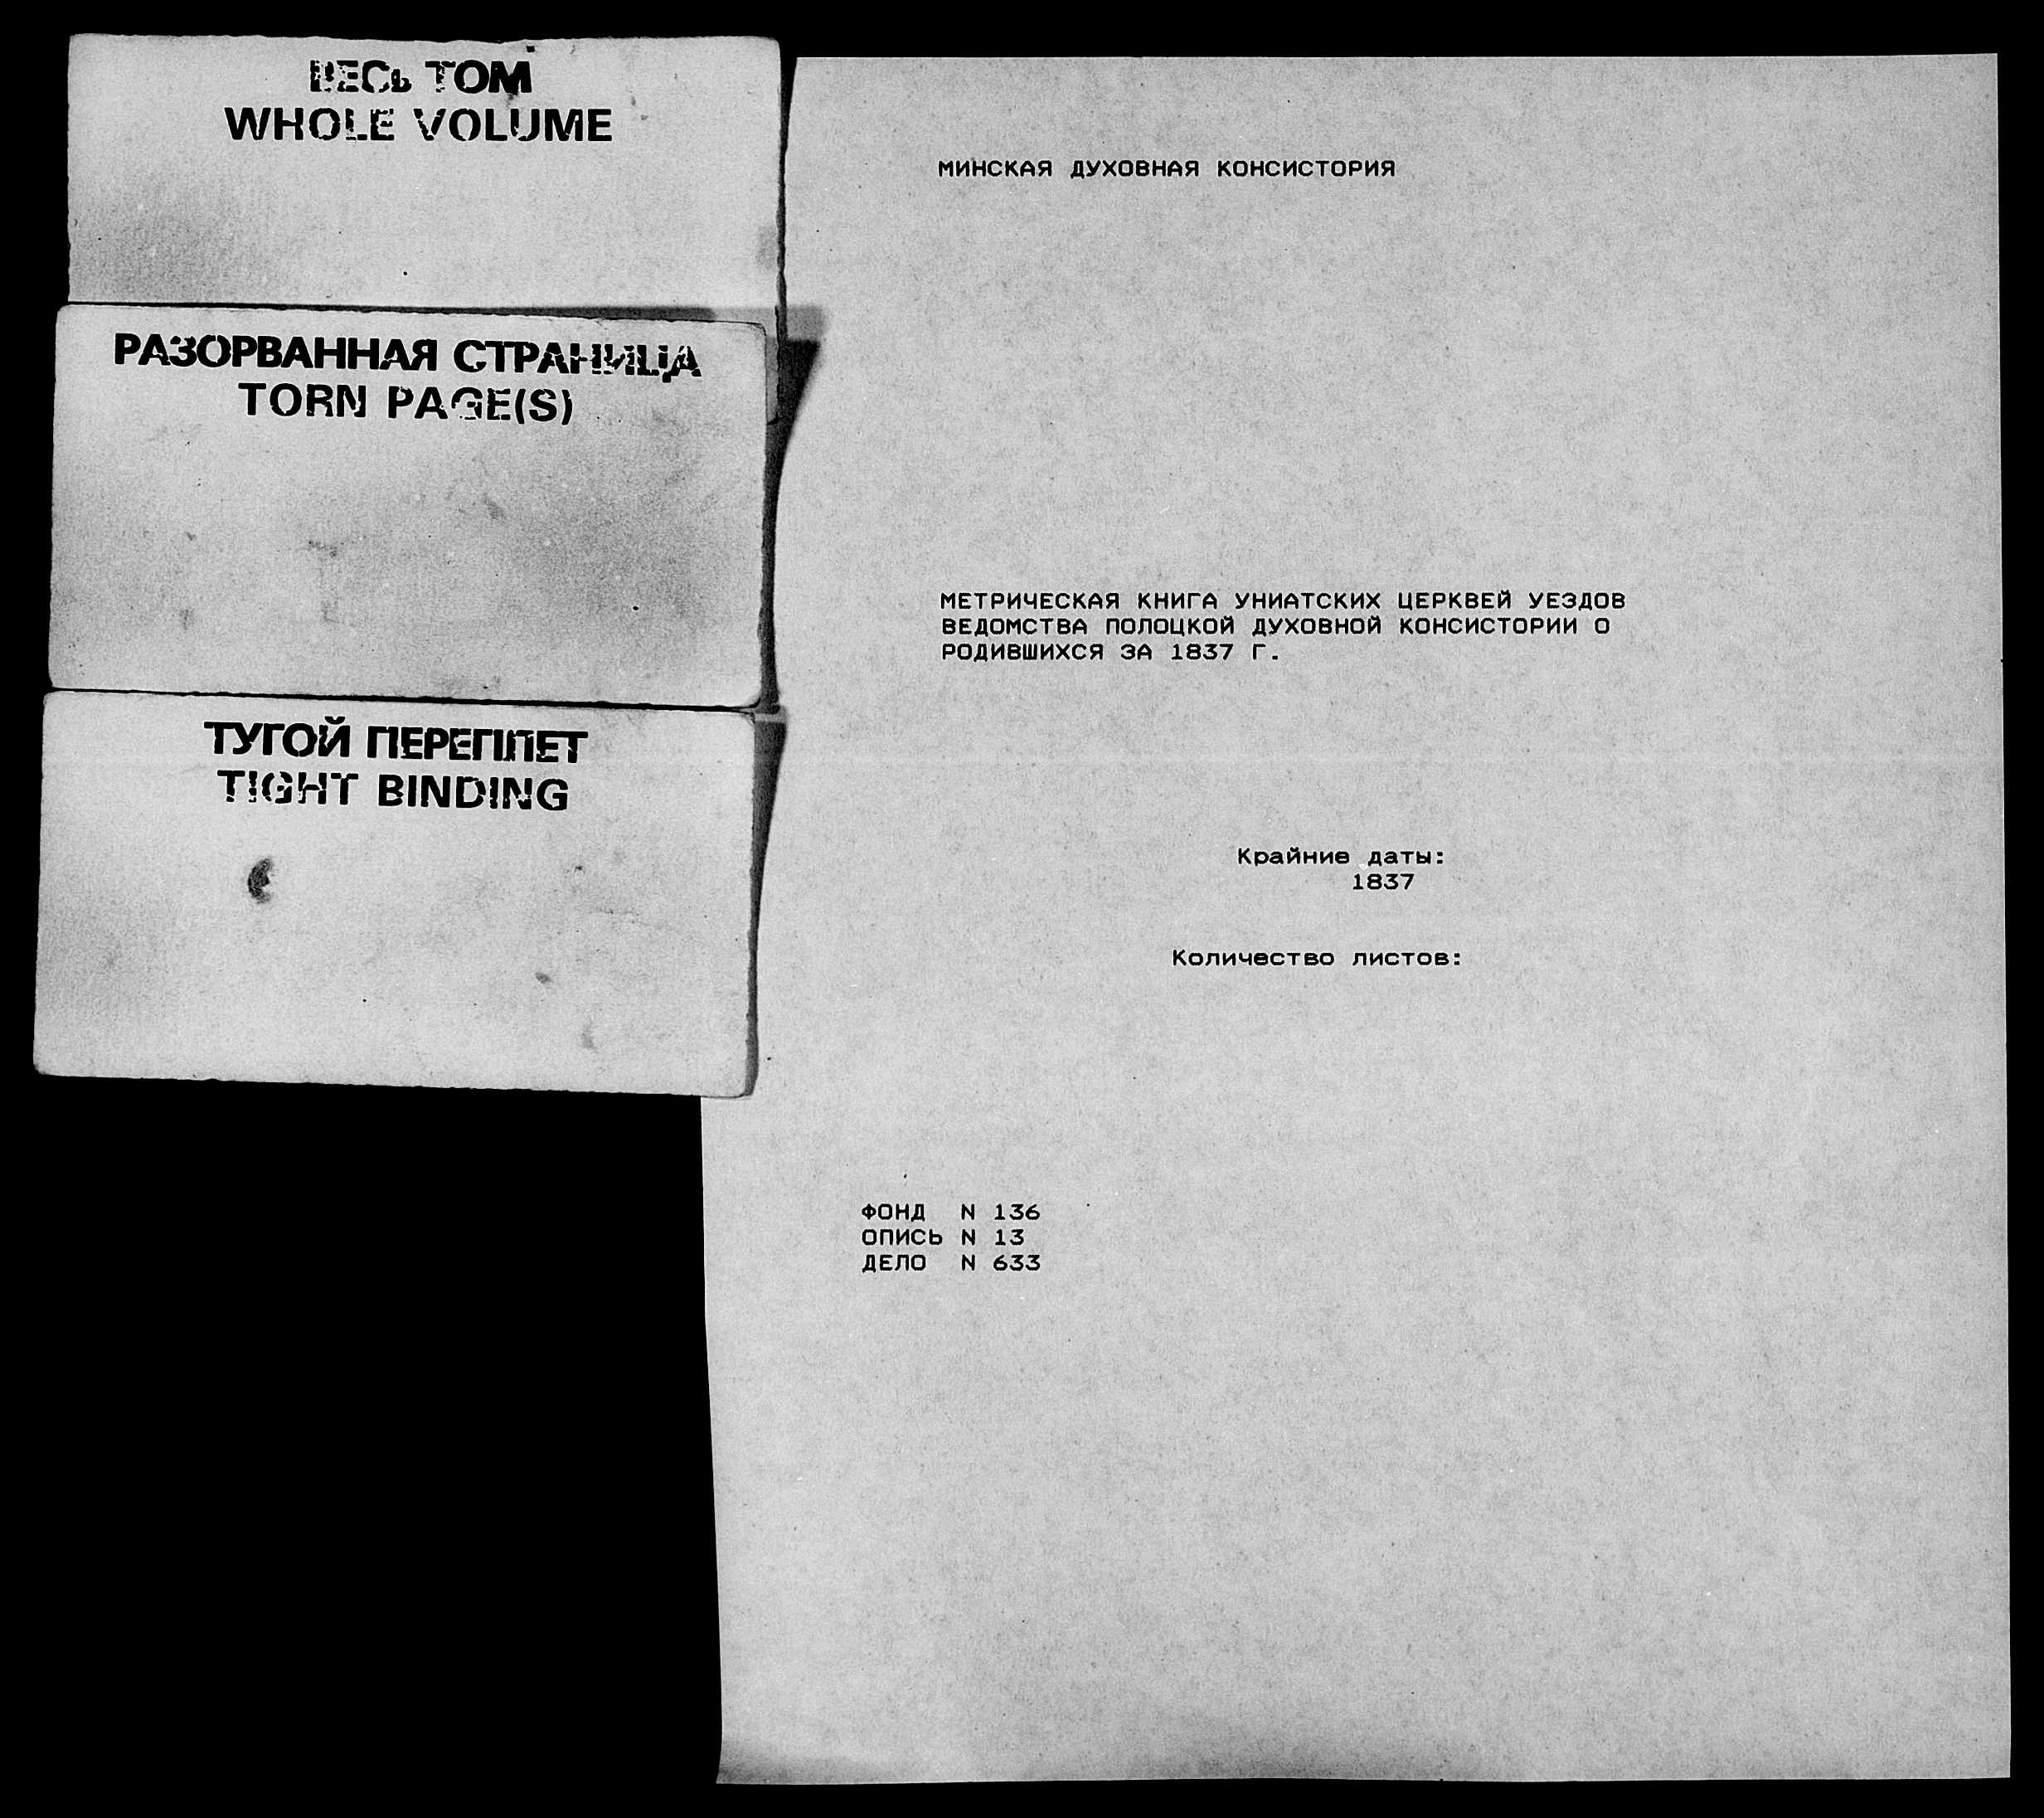 ВЕСЬ ТОМ
WHOLE VOLUME
РАЗОРВАННАЯ СТРАНИЦА
TORN PAGE(S)
ТУГОЙ ПЕРЕПЛЕТ
TIGHT BINDING
МИНСКАЯ ДУХОВНАЯ КОНСИСТОРИЯ
МЕТРИЧЕСКАЯ КНИГА УНИАТСКИХ ЦЕРКВЕЙ УЕЗДОВ
ВЕДОМСТВА ПОЛОЦКОЙ ДУХОВНОЙ КОНСИСТОРИИ О
РОДИВШИХСЯ ЗА 1837 Г.
Крайние даты:
1837
Количество листов:
ФОНД N 136
ОПИСЬ N 13
ДЕЛО N 633